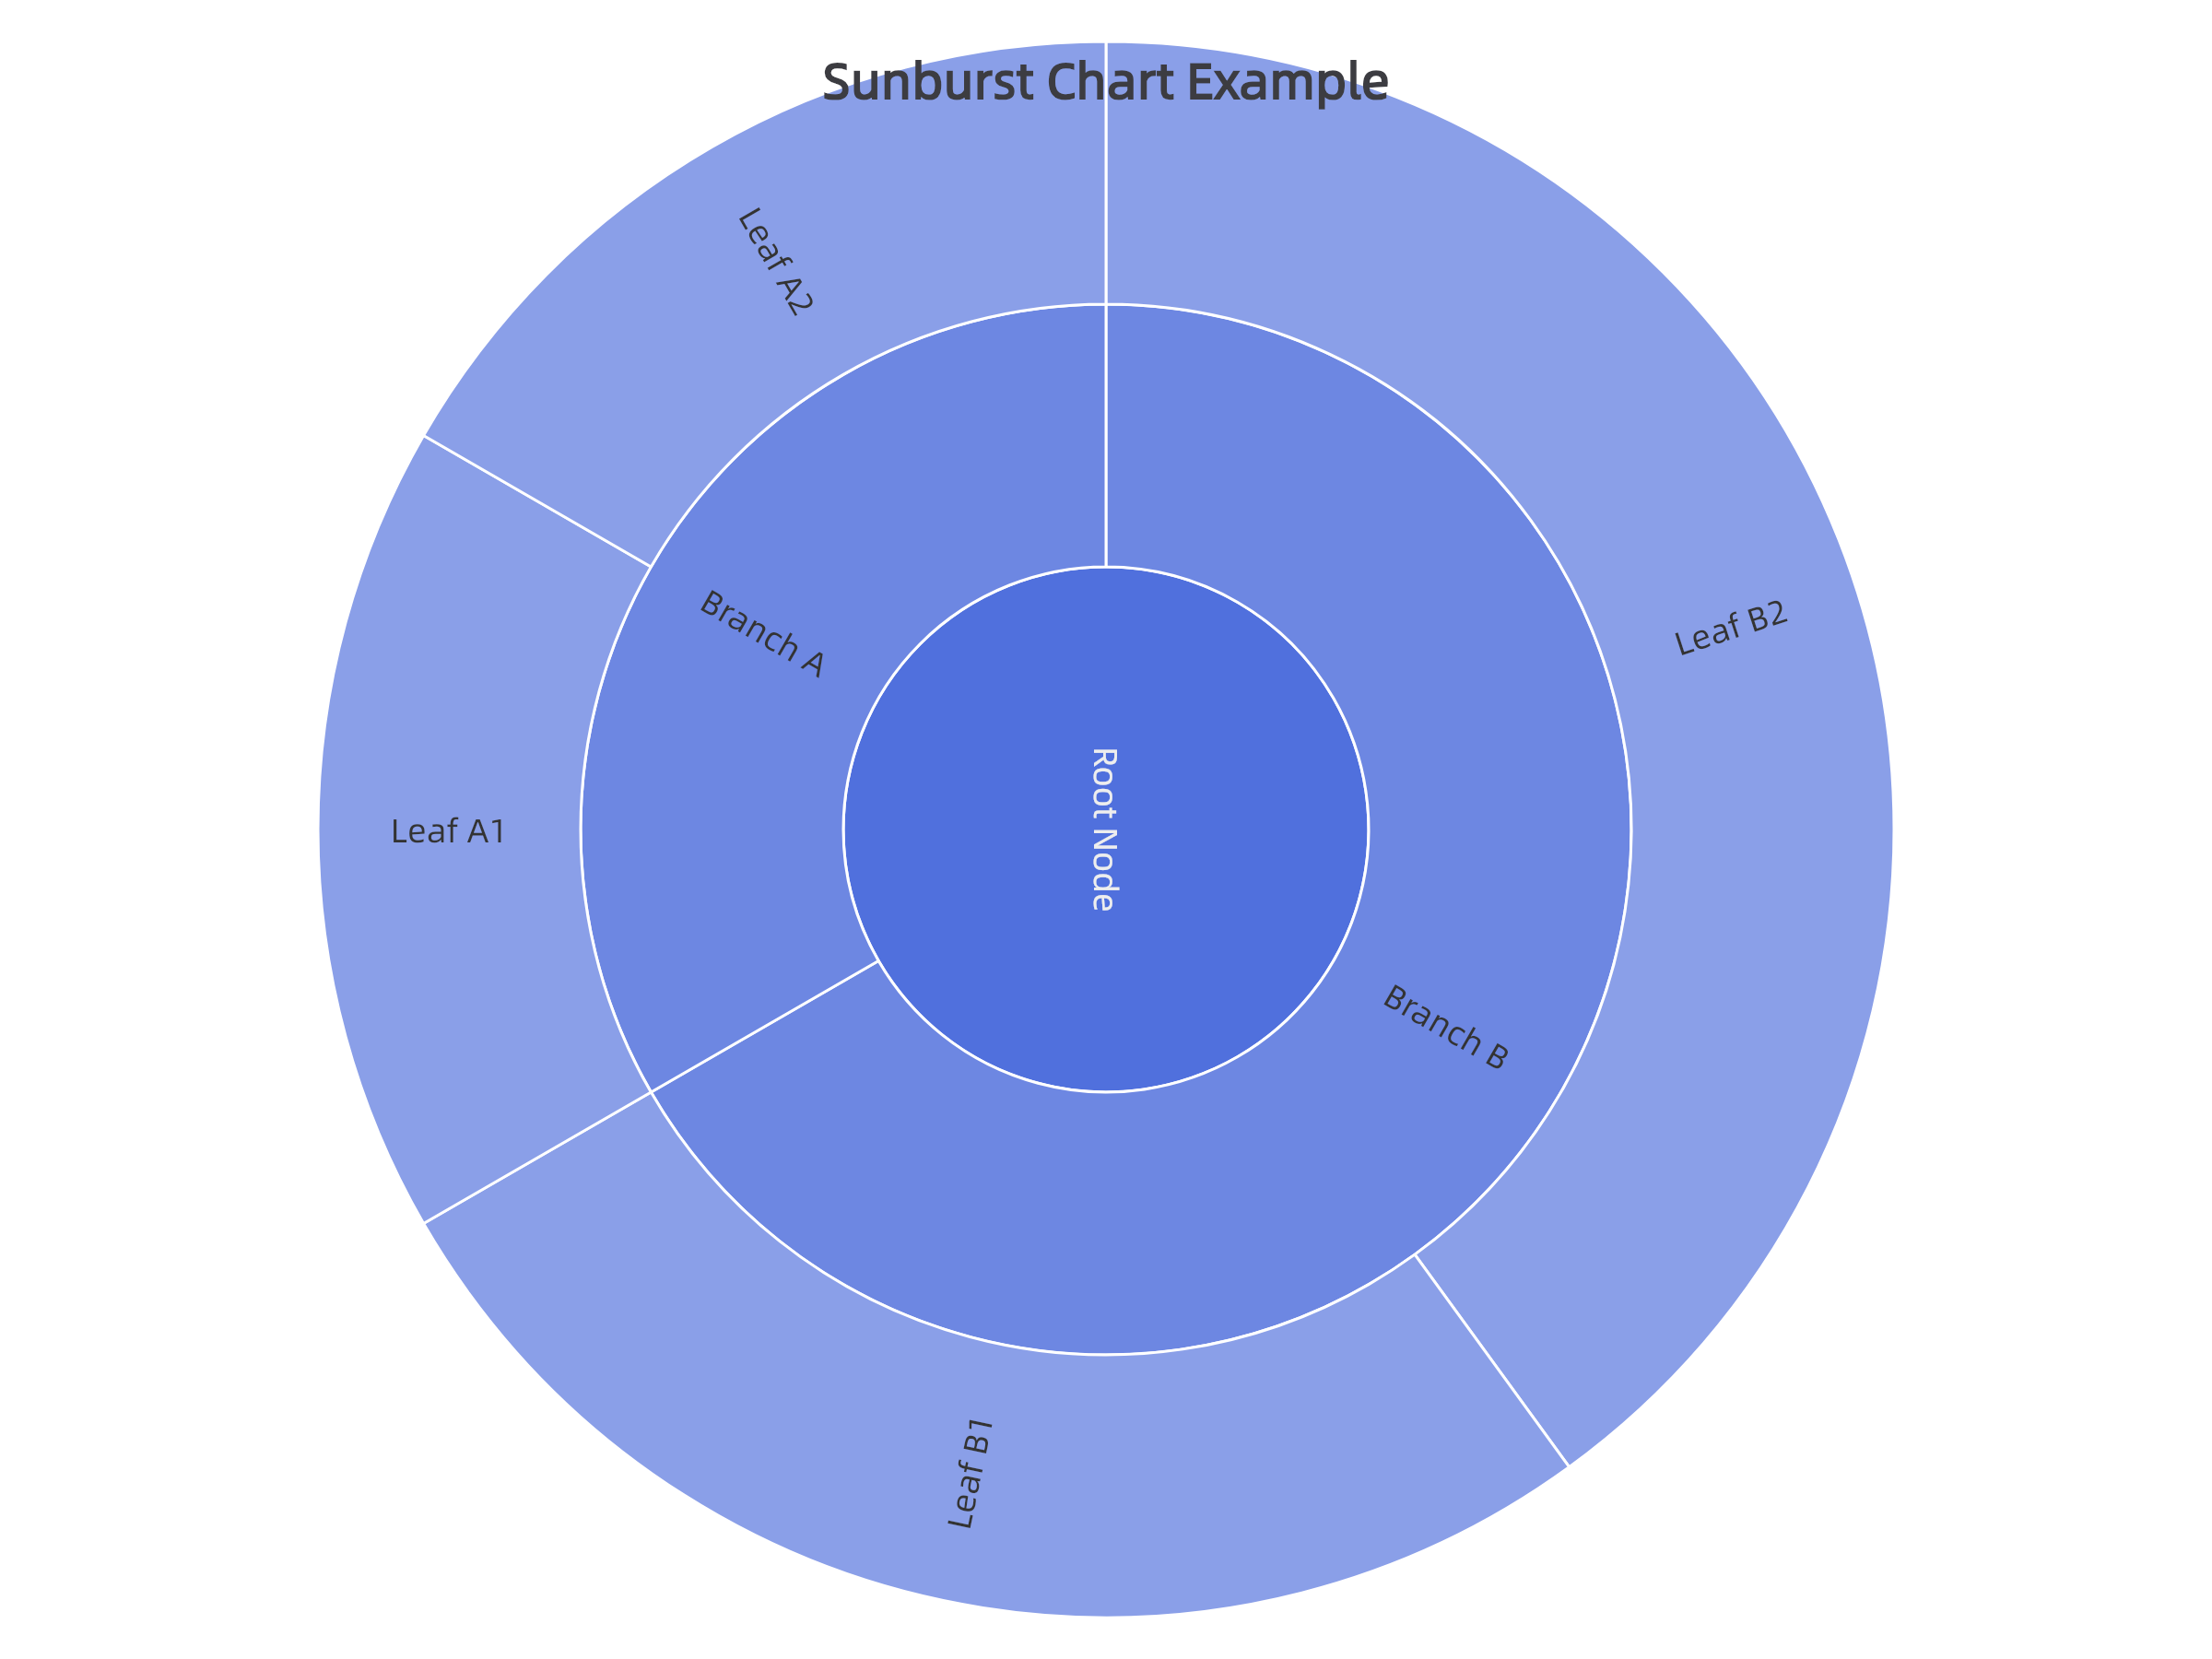 Sunburst Chart Example
Leaf A2
Branch A
Leaf B2
Root Node
Leaf A1
Branch B
Leaf B1